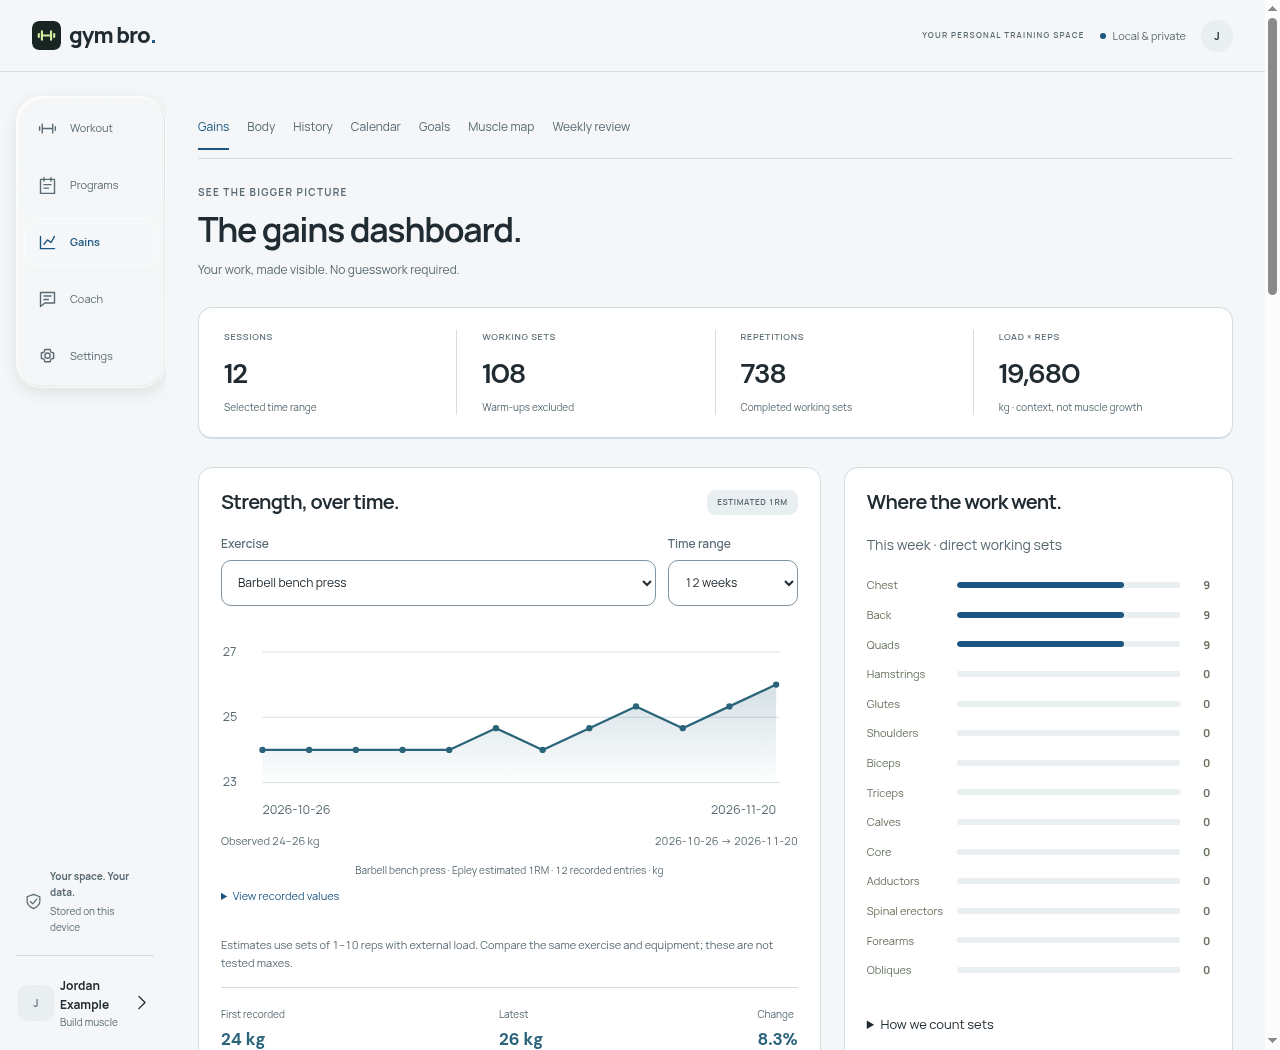 gym bro.
YOUR PERSONAL TRAINING SPACE
Local & private
J
Workout
Programs
Gains
Coach
Settings
Your space. Your
data.
Stored on this
device
J
Jordan
Example
Build muscle
Gains Body History Calendar Goals Muscle map Weekly review
SEE THE BIGGER PICTURE
The gains dashboard.
Your work, made visible. No guesswork required.
SESSIONS
12
Selected time range
WORKING SETS
108
Warm-ups excluded
REPETITIONS
738
Completed working sets
LOAD × REPS
19,680
kg · context, not muscle growth
Strength, over time.
ESTIMATED 1RM
Exercise
Barbell bench press
Time range
12 weeks
27
25
23
2026-10-26
2026-11-20
Observed 24–26 kg
2026-10-26 → 2026-11-20
Barbell bench press · Epley estimated 1RM · 12 recorded entries · kg
View recorded values
Estimates use sets of 1–10 reps with external load. Compare the same exercise and equipment; these are not
tested maxes.
First recorded
24 kg
Latest
26 kg
Change
8.3%
Where the work went.
This week · direct working sets
Chest 9
Back 9
Quads 9
Hamstrings 0
Glutes 0
Shoulders 0
Biceps 0
Triceps 0
Calves 0
Core 0
Adductors 0
Spinal erectors 0
Forearms 0
Obliques 0
How we count sets